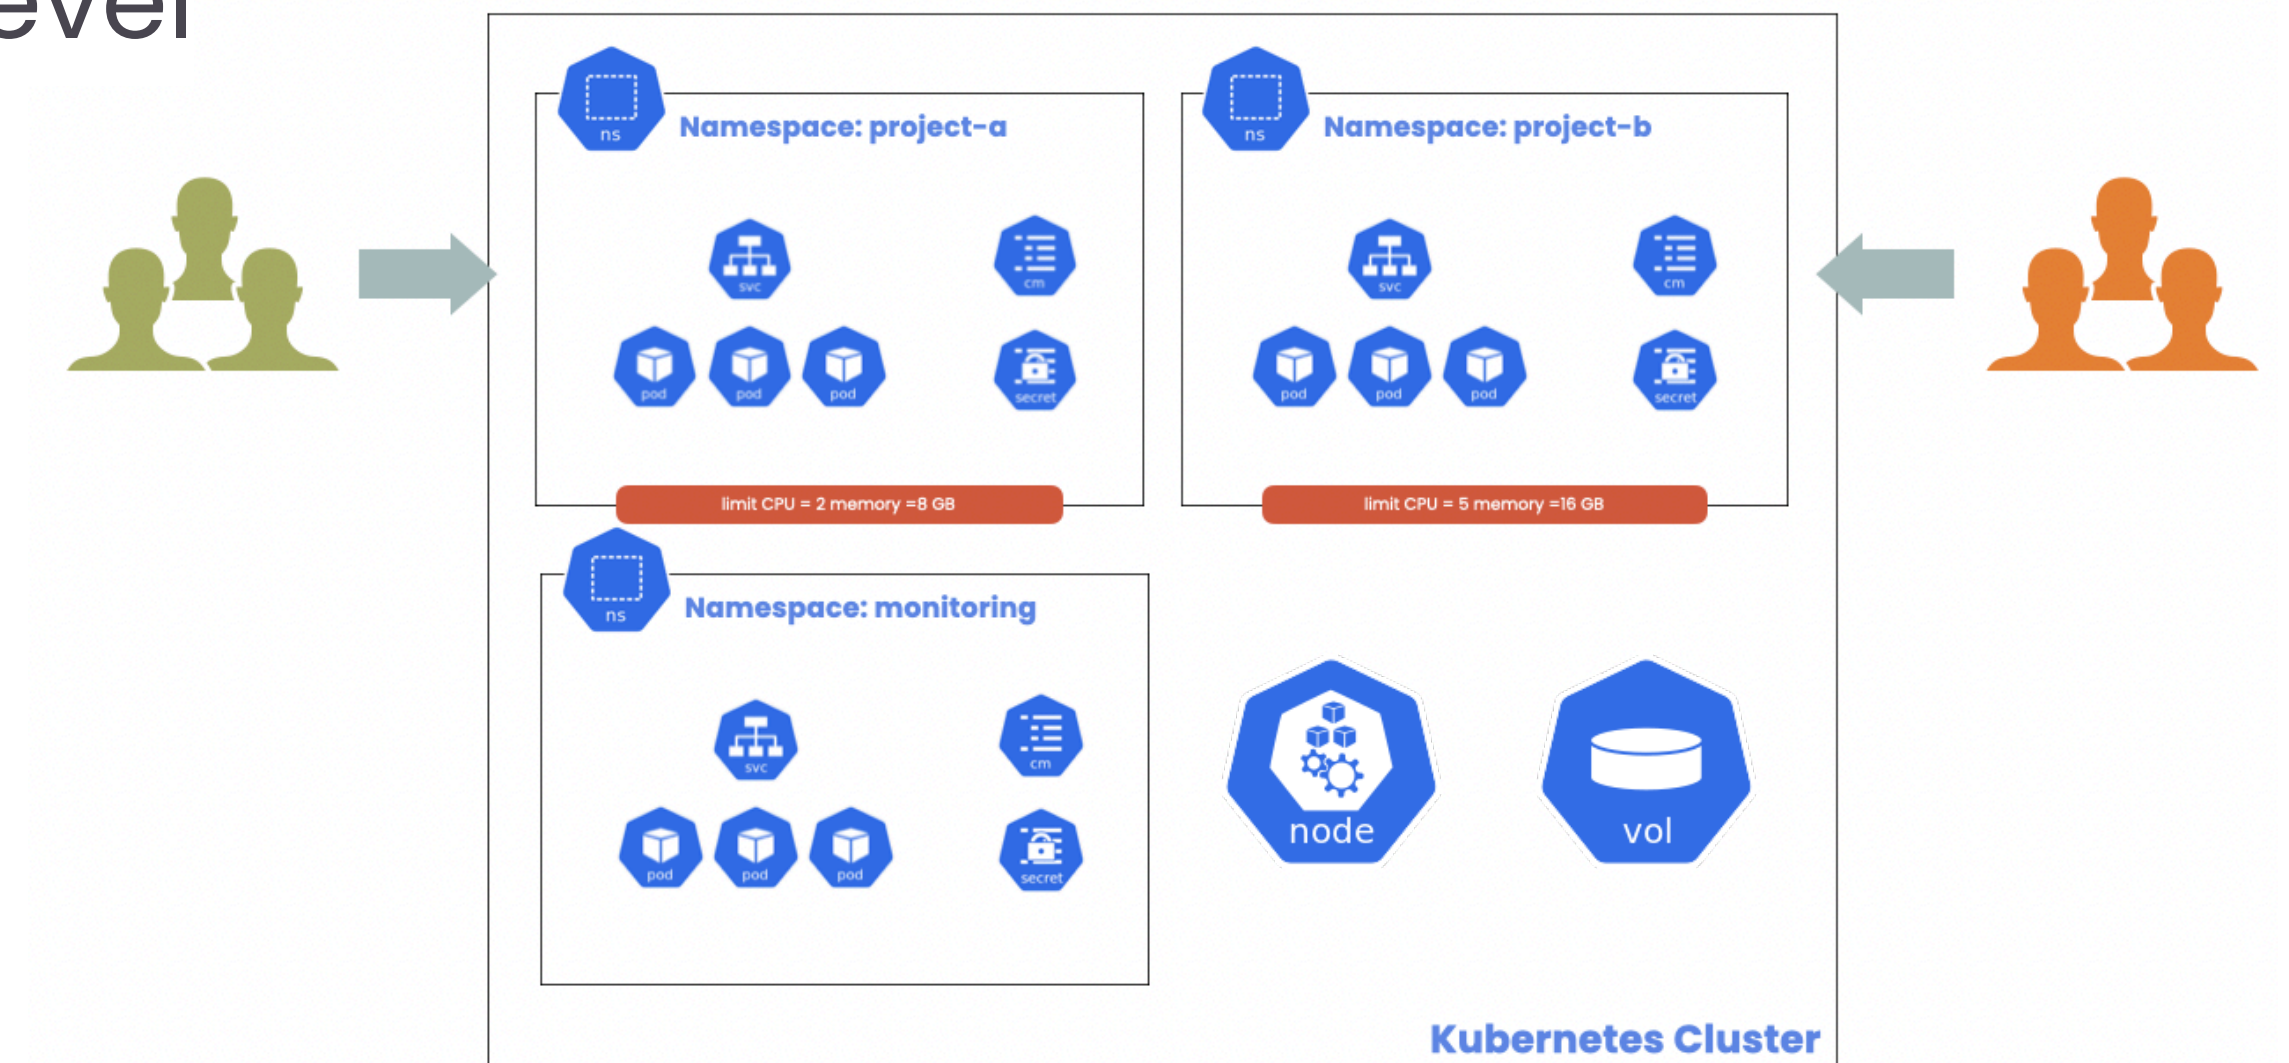 evel
ns
Namespace: project-a
svc
cm
pod
pod
pod
secret
limit CPU = 2 memory =8 GB
ns
Namespace: project-b
svc
cm
pod
pod
pod
secret
limit CPU = 5 memory =16 GB
ns
Namespace: monitoring
svc
cm
pod
pod
pod
secret
node
vol
Kubernetes Cluster